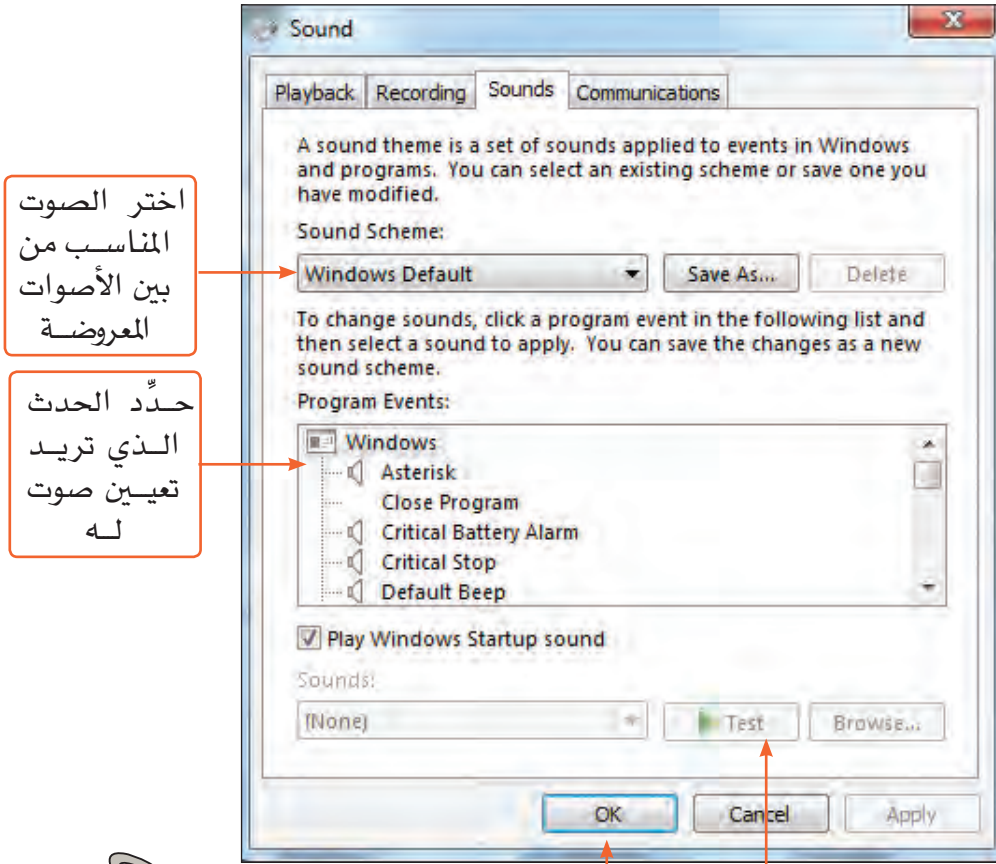 Sound
Playback Recording Sounds Communications
A sound theme is a set of sounds applied to events in Windows
and programs. You can select an existing scheme or save one you
have modified.
Sound Scheme:
Windows Default Save As... Delete
To change sounds, click a program event in the following list and
then select a sound to apply. You can save the changes as a new
sound scheme.
Program Events:
Windows
Asterisk
Close Program
Critical Battery Alarm
Critical Stop
Default Beep
Play Windows Startup sound
Sounds:
(None) Test Browse...
OK Cancel Apply
اختر الصوت
المناسب من
بين الأصوات
المعروضة
حدِّد الحدث
الذي تريد
تعيين صوت
له